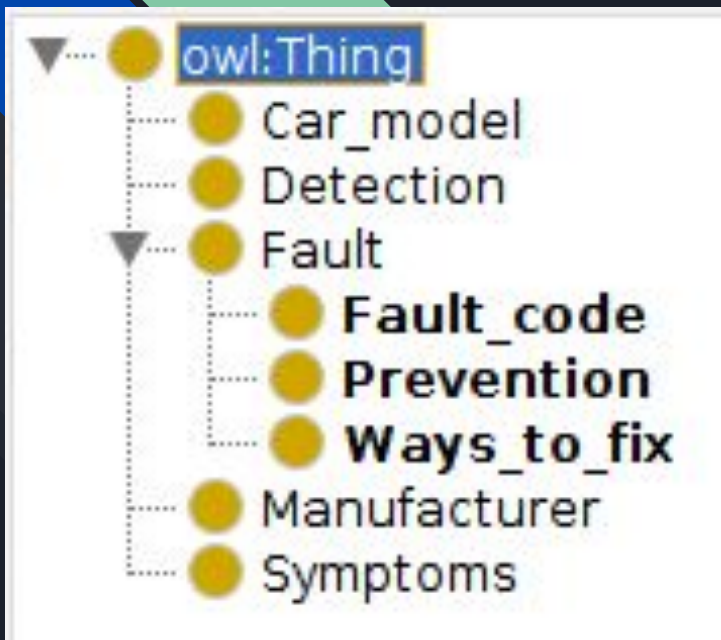 owl:Thing
Car_model
Detection
Fault
Fault_code
Prevention
Ways_to_fix
Manufacturer
Symptoms